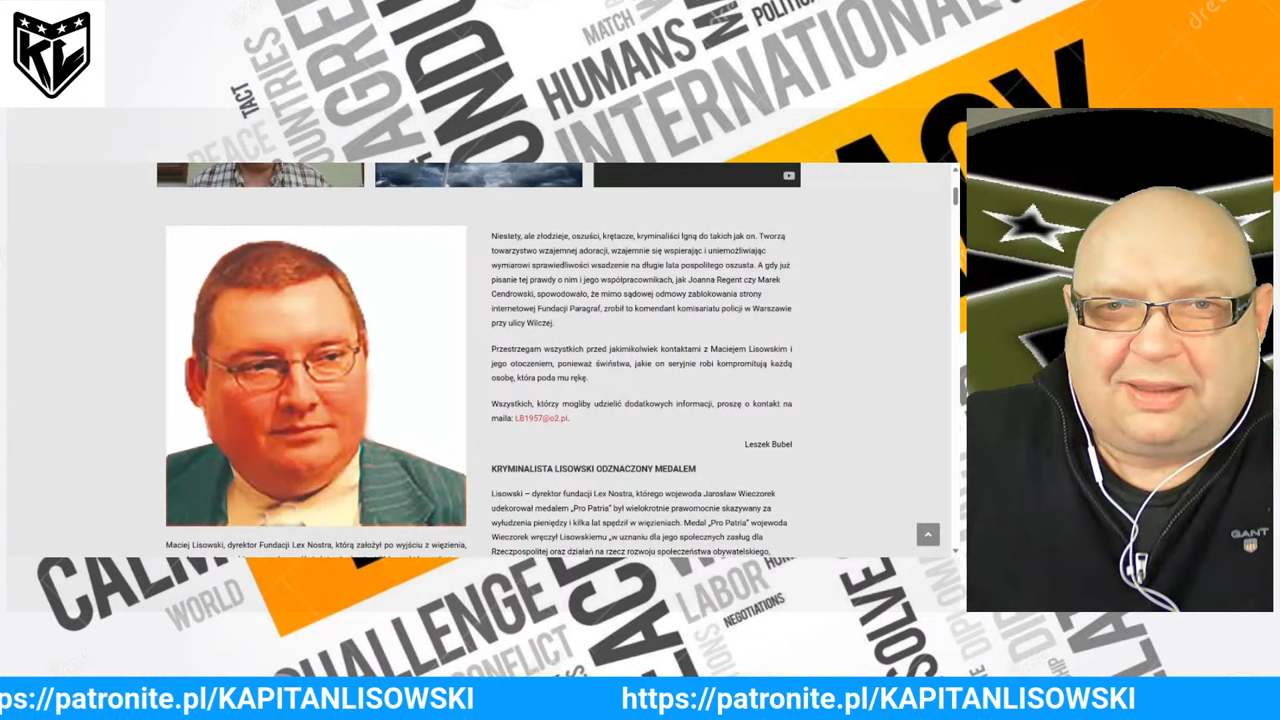 KL
TACT
COUNTRIES
PEACE
AGREE
CONDI
MATCH
HUMANS
POLITICA
INTERNATIONAL
ACY
Niestety, ale złodzieje, oszuści, krętacze, kryminaliści lgną do takich jak on. Tworzą
towarzystwo wzajemnej adoracji, wzajemnie się wspierając i uniemożliwiając
wymiarowi sprawiedliwości wsadzenie na długie lata pospolitego oszusta. A gdy już
pisanie tej prawdy o nim i jego współpracownikach, jak Joanna Regent czy Marek
Cendrowski, spowodowało, że mimo sądowej odmowy zablokowania strony
internetowej Fundacji Paragraf, zrobił to komendant komisariatu policji w Warszawie
przy ulicy Wilczej.
Przestrzegam wszystkich przed jakimikolwiek kontaktami z Maciejem Lisowskim i
jego otoczeniem, ponieważ świństwa, jakie on seryjnie robi kompromitują każdą
osobę, która poda mu rękę.
Wszystkich, którzy mogliby udzielić dodatkowych informacji, proszę o kontakt na
maila: LB1957@o2.pl.
Leszek Bubel
KRYMINALISTA LISOWSKI ODZNACZONY MEDALEM
Lisowski – dyrektor fundacji Lex Nostra, którego wojewoda Jarosław Wieczorek
udekorował medalem „Pro Patria” był wielokrotnie prawomocnie skazywany za
wyłudzenia pieniędzy i kilka lat spędził w więzieniach. Medal „Pro Patria” wojewoda
Wieczorek wręczył Lisowskiemu „w uznaniu dla jego społecznych zasług dla
Rzeczpospolitej oraz działań na rzecz rozwoju społeczeństwa obywatelskiego,
Maciej Lisowski, dyrektor Fundacji Lex Nostra, którą założył po wyjściu z więzienia,
GANT
CALM
WORLD
CHALLENGE
CONFLICT
LABOR
NEGOTIATIONS
SOLVE
ps://patronite.pl/KAPITANLISOWSKI
https://patronite.pl/KAPITANLISOWSKI